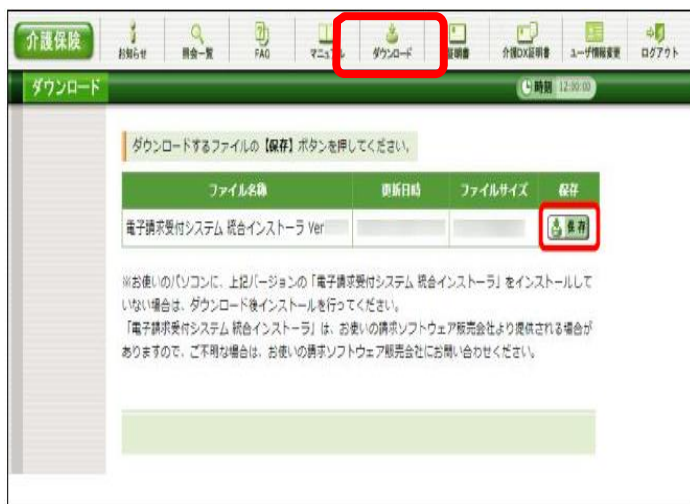 介護保険
お知らせ
照会一覧
FAQ
マニュアル
ダウンロード
証明書
介護DX証明書
ユーザ情報変更
ログアウト
ダウンロード
時刻 12:00:00
ダウンロードするファイルの【保存】ボタンを押してください。
ファイル名称 更新日時 ファイルサイズ 保存
電子請求受付システム 統合インストーラ Ver
保存
※お使いのパソコンに、上記バージョンの「電子請求受付システム 統合インストーラ」をインストールして
いない場合は、ダウンロード後インストールを行ってください。
「電子請求受付システム 統合インストーラ」は、お使いの請求ソフトウェア販売会社より提供される場合が
ありますので、ご不明な場合は、お使いの請求ソフトウェア販売会社にお問い合わせください。